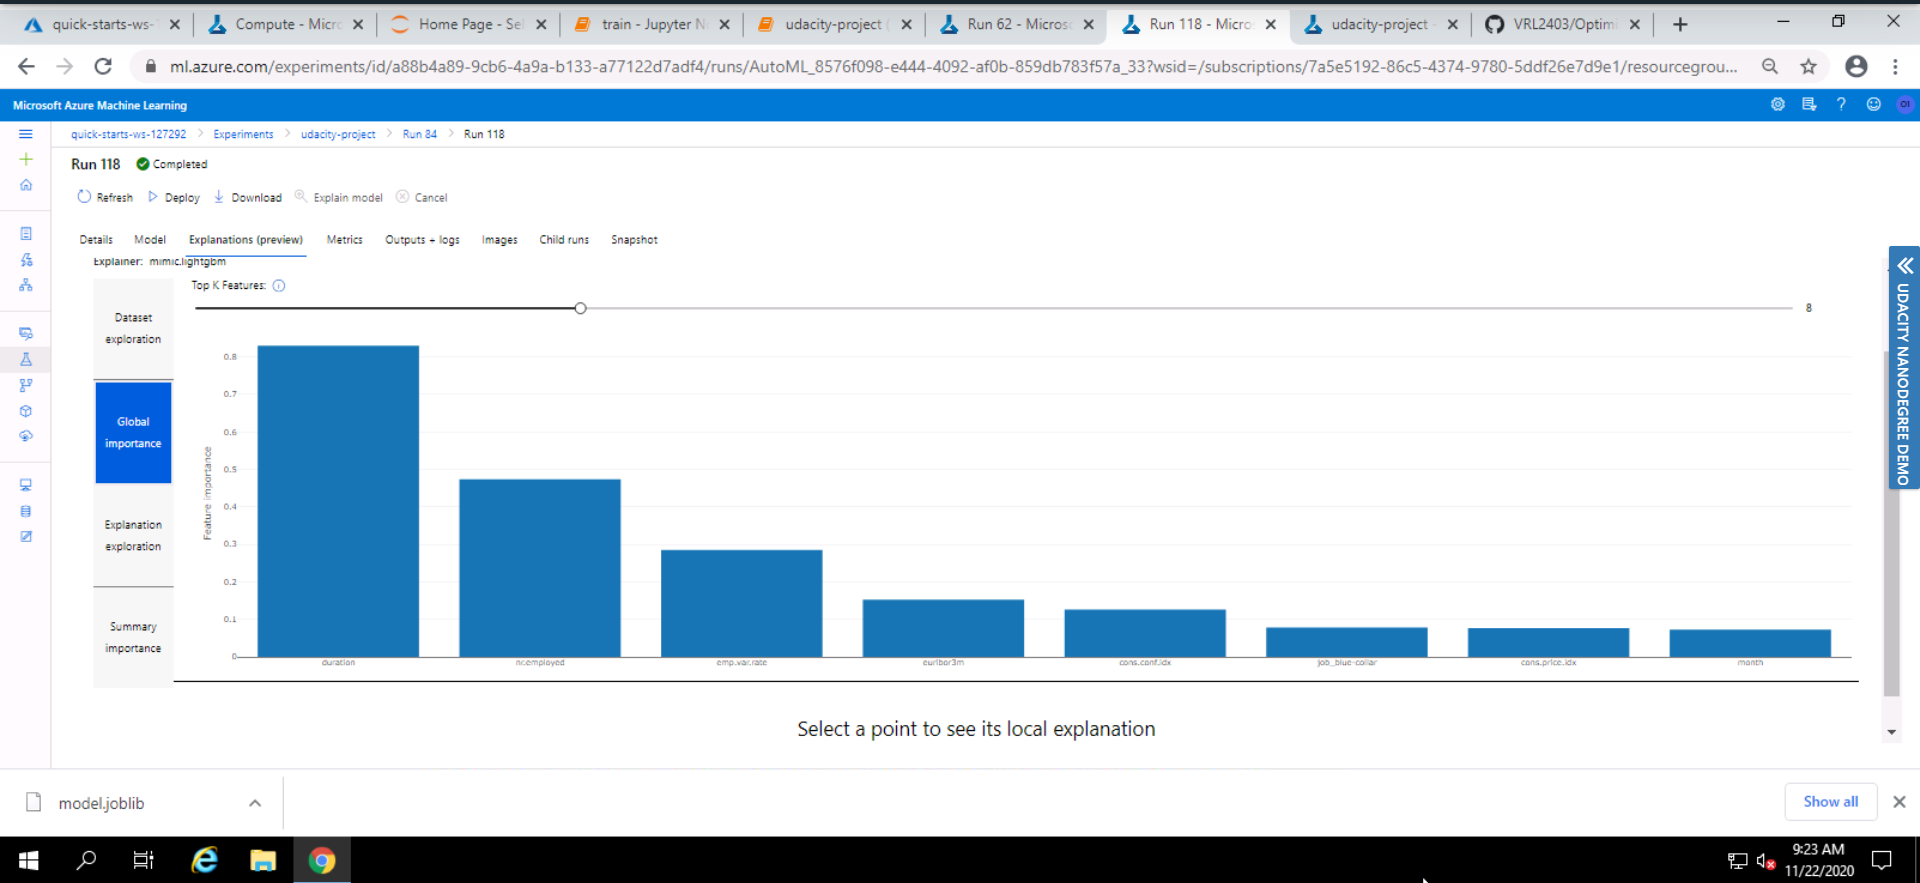 quick-starts-ws-1
Compute - Micro
Home Page - Sel
train - Jupyter N
udacity-project (
Run 62 - Microso
Run 118 - Micro
udacity-project -
VRL2403/Optimi
ml.azure.com/experiments/id/a88b4a89-9cb6-4a9a-b133-a77122d7adf4/runs/AutoML_8576f098-e444-4092-af0b-859db783f57a_33?wsid=/subscriptions/7a5e5192-86c5-4374-9780-5ddf26e7d9e1/resourcegrou...
Microsoft Azure Machine Learning
OI
quick-starts-ws-127292 > Experiments > udacity-project > Run 84 > Run 118
Run 118 Completed
Refresh Deploy Download Explain model Cancel
Details Model Explanations (preview) Metrics Outputs + logs Images Child runs Snapshot
Explainer: mimic.lightgbm
Top K Features:
8
Dataset
exploration
Global
importance
Explanation
exploration
Summary
importance
Feature importance
0.8
0.7
0.6
0.5
0.4
0.3
0.2
0.1
0
duration
nr.employed
emp.var.rate
euribor3m
cons.conf.idx
job_blue-collar
cons.price.idx
month
Select a point to see its local explanation
UDACITY NANODEGREE DEMO
model.joblib
Show all
9:23 AM
11/22/2020